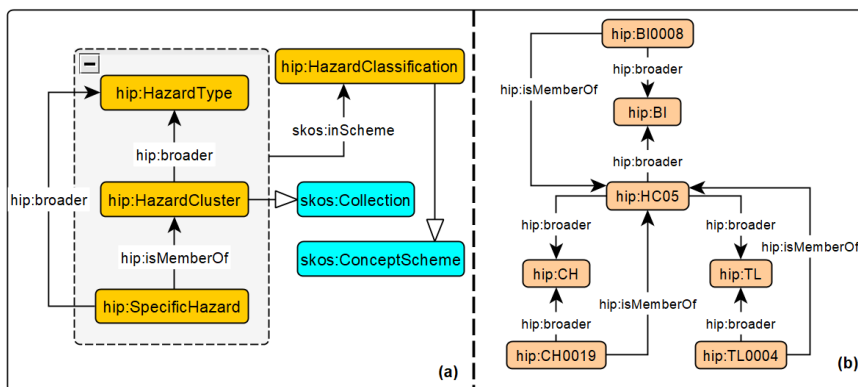 hip:HazardType
hip:HazardClassification
skos:inScheme
hip:broader
hip:broader
hip:HazardCluster
skos:Collection
hip:isMemberOf
skos:ConceptScheme
hip:SpecificHazard
(a)
hip:BI0008
hip:broader
hip:isMemberOf
hip:BI
hip:broader
hip:HC05
hip:broader
hip:broader
hip:isMemberOf
hip:CH
hip:TL
hip:isMemberOf
hip:broader
hip:broader
hip:CH0019
hip:TL0004
(b)